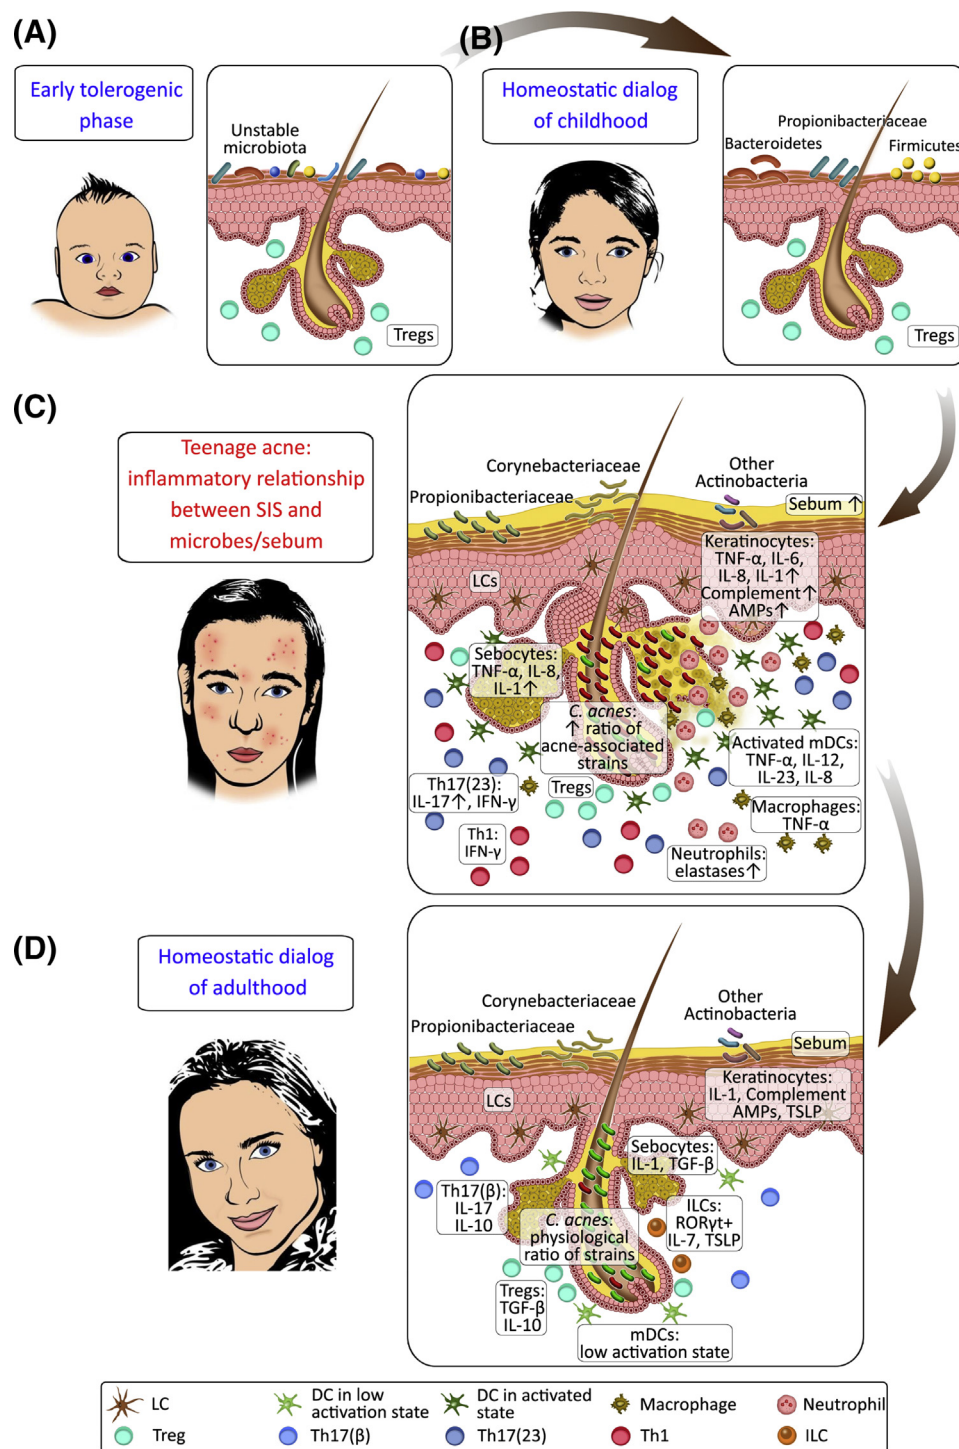 (A)
Early tolerogenic
phase
Unstable
microbiota
Tregs
(B)
Homeostatic dialog
of childhood
Propionibacteriaceae
Bacteroidetes
Firmicutes
Tregs
(C)
Teenage acne:
inflammatory relationship
between SIS and
microbes/sebum
Corynebacteriaceae
Propionibacteriaceae
Other
Actinobacteria
Sebum ↑
Keratinocytes:
TNF-α, IL-6,
IL-8, IL-1↑
Complement↑
AMPs↑
LCs
Sebocytes:
TNF-α, IL-8,
IL-1↑
C. acnes:
↑ ratio of
acne-associated
strains
Activated mDCs:
TNF-α, IL-12,
IL-23, IL-8
Th17(23):
IL-17↑, IFN-γ
Tregs
Macrophages:
TNF-α
Th1:
IFN-γ
Neutrophils:
elastases↑
(D)
Homeostatic dialog
of adulthood
Corynebacteriaceae
Propionibacteriaceae
Other
Actinobacteria
Sebum
Keratinocytes:
IL-1, Complement
AMPs, TSLP
LCs
Sebocytes:
IL-1, TGF-β
Th17(β):
IL-17
IL-10
C. acnes:
physiological
ratio of strains
ILCs:
RORγt+
IL-7, TSLP
Tregs:
TGF-β
IL-10
mDCs:
low activation state
LC
DC in low
activation state
DC in activated
state
Macrophage
Neutrophil
Treg
Th17(β)
Th17(23)
Th1
ILC